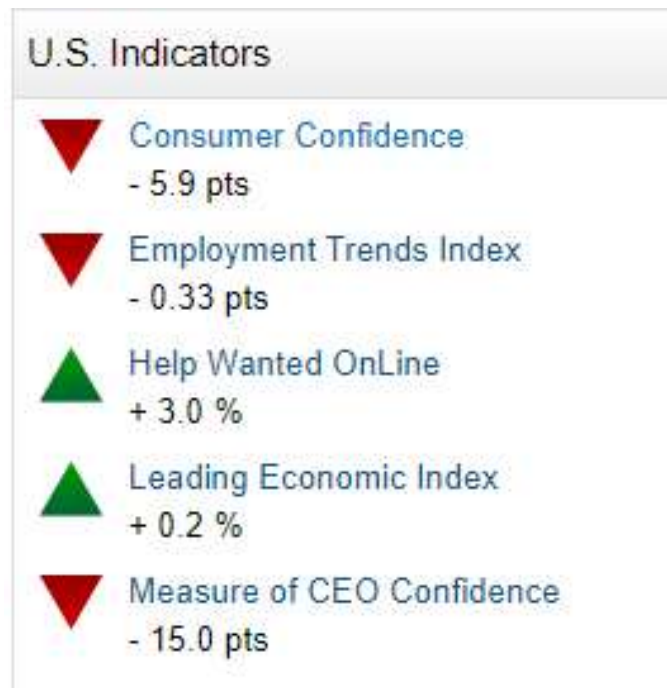 U.S. Indicators
Consumer Confidence
- 5.9 pts
Employment Trends Index
- 0.33 pts
Help Wanted OnLine
+ 3.0 %
Leading Economic Index
+ 0.2 %
Measure of CEO Confidence
- 15.0 pts